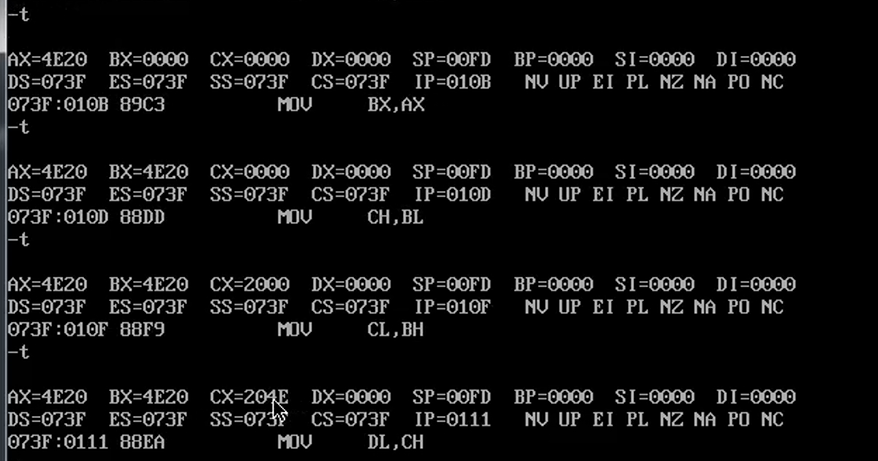 -t
AX=4E20 BX=0000 CX=0000 DX=0000 SP=00FD BP=0000 SI=0000 DI=0000
DS=073F ES=073F SS=073F CS=073F IP=010B NV UP EI PL NZ NA PO NC
073F:010B 89C3 MOV BX,AX
-t
AX=4E20 BX=4E20 CX=0000 DX=0000 SP=00FD BP=0000 SI=0000 DI=0000
DS=073F ES=073F SS=073F CS=073F IP=010D NV UP EI PL NZ NA PO NC
073F:010D 88DD MOV CH,BL
-t
AX=4E20 BX=4E20 CX=2000 DX=0000 SP=00FD BP=0000 SI=0000 DI=0000
DS=073F ES=073F SS=073F CS=073F IP=010F NV UP EI PL NZ NA PO NC
073F:010F 88F9 MOV CL,BH
-t
AX=4E20 BX=4E20 CX=204E DX=0000 SP=00FD BP=0000 SI=0000 DI=0000
DS=073F ES=073F SS=073F CS=073F IP=0111 NV UP EI PL NZ NA PO NC
073F:0111 88EA MOV DL,CH